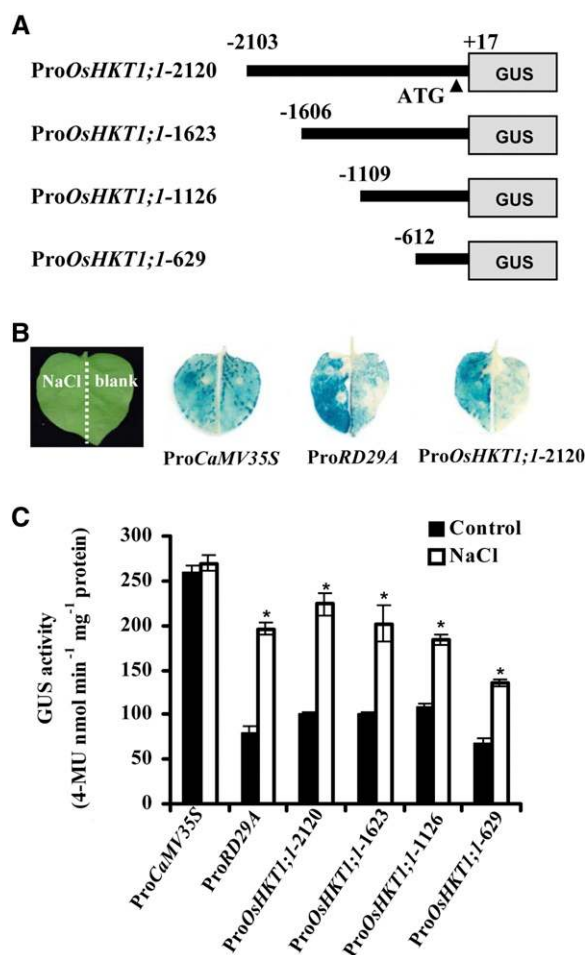 A
-2103 +17
ProOsHKT1;1-2120 GUS
ATG
-1606
ProOsHKT1;1-1623 GUS
-1109
ProOsHKT1;1-1126 GUS
-612
ProOsHKT1;1-629 GUS
B
NaCl blank
ProCaMV35S ProRD29A ProOsHKT1;1-2120
C
Control
NaCl
GUS activity
(4-MU nmol min⁻¹ mg⁻¹ protein)
300
250
200
150
100
50
0
* * * * *
ProCaMV35S
ProRD29A
ProOsHKT1;1-2120
ProOsHKT1;1-1623
ProOsHKT1;1-1126
ProOsHKT1;1-629